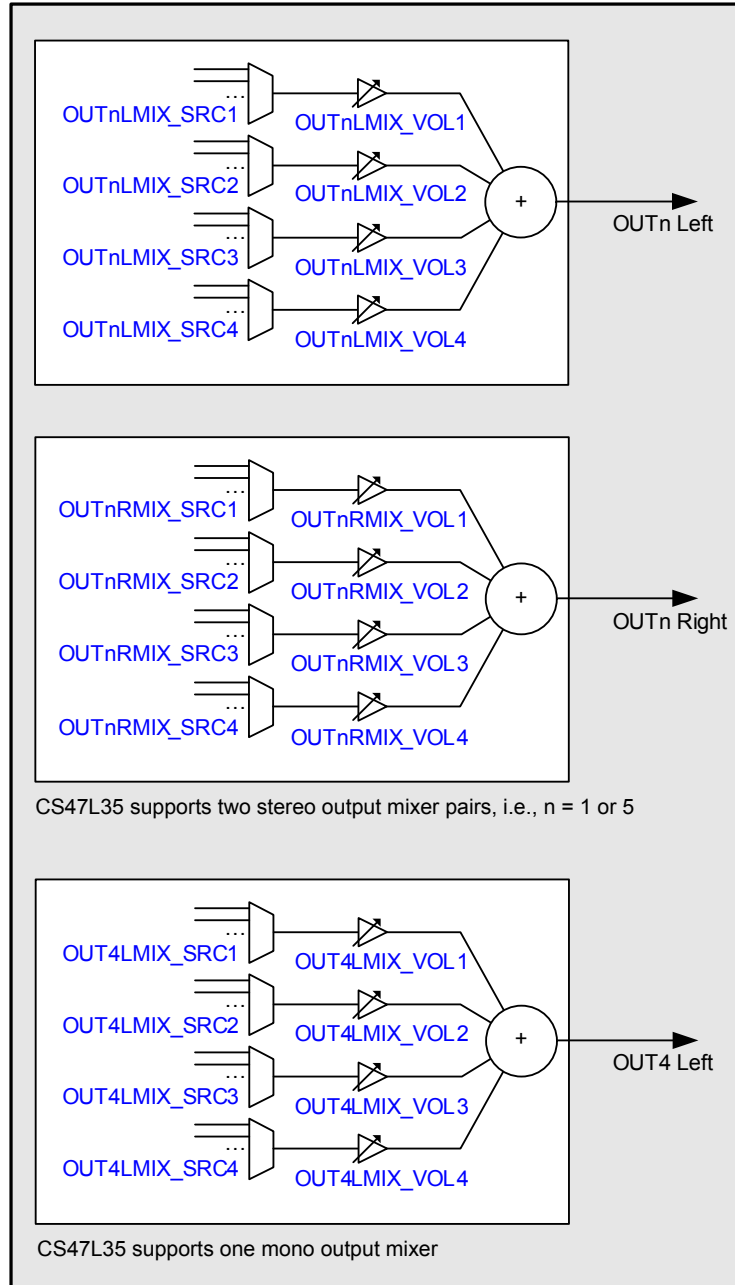 ...
OUTnLMIX_SRC1
OUTnLMIX_VOL1
...
OUTnLMIX_SRC2
OUTnLMIX_VOL2
+
OUTn Left
...
OUTnLMIX_SRC3
OUTnLMIX_VOL3
...
OUTnLMIX_SRC4
OUTnLMIX_VOL4
...
OUTnRMIX_SRC1
OUTnRMIX_VOL1
...
OUTnRMIX_SRC2
OUTnRMIX_VOL2
+
OUTn Right
...
OUTnRMIX_SRC3
OUTnRMIX_VOL3
...
OUTnRMIX_SRC4
OUTnRMIX_VOL4
CS47L35 supports two stereo output mixer pairs, i.e., n = 1 or 5
...
OUT4LMIX_SRC1
OUT4LMIX_VOL1
...
OUT4LMIX_SRC2
OUT4LMIX_VOL2
+
OUT4 Left
...
OUT4LMIX_SRC3
OUT4LMIX_VOL3
...
OUT4LMIX_SRC4
OUT4LMIX_VOL4
CS47L35 supports one mono output mixer